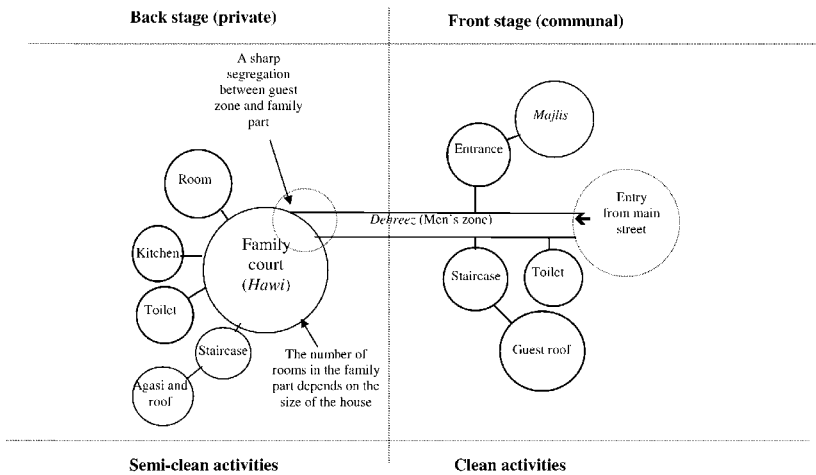 Back stage (private)
Front stage (communal)
A sharp
segregation
between guest
zone and family
part
Majlis
Entrance
Room
Entry
from main
street
Dehreez (Men's zone)
Family
court
(Hawi)
Kitchen
Toilet
Staircase
Agasi and
roof
Staircase
Toilet
Guest roof
The number of
rooms in the family
part depends on the
size of the house
Semi-clean activities
Clean activities